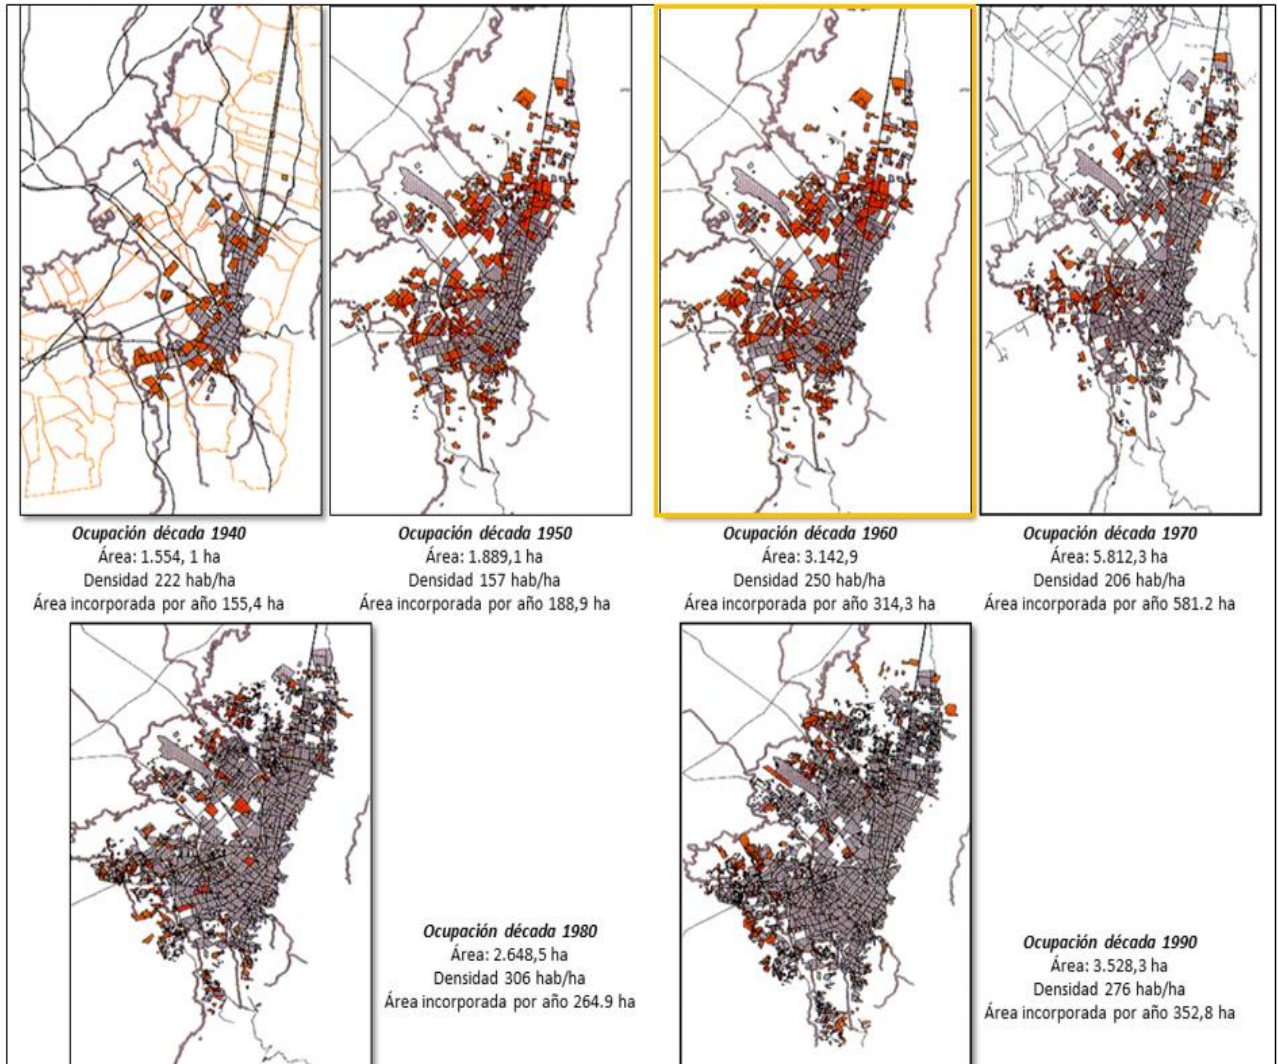 Ocupación década 1940
Área: 1.554, 1 ha
Densidad 222 hab/ha
Área incorporada por año 155,4 ha
Ocupación década 1950
Área: 1.889,1 ha
Densidad 157 hab/ha
Área incorporada por año 188,9 ha
Ocupación década 1960
Área: 3.142,9
Densidad 250 hab/ha
Área incorporada por año 314,3 ha
Ocupación década 1970
Área: 5.812,3 ha
Densidad 206 hab/ha
Área incorporada por año 581.2 ha
Ocupación década 1980
Área: 2.648,5 ha
Densidad 306 hab/ha
Área incorporada por año 264.9 ha
Ocupación década 1990
Área: 3.528,3 ha
Densidad 276 hab/ha
Área incorporada por año 352,8 ha